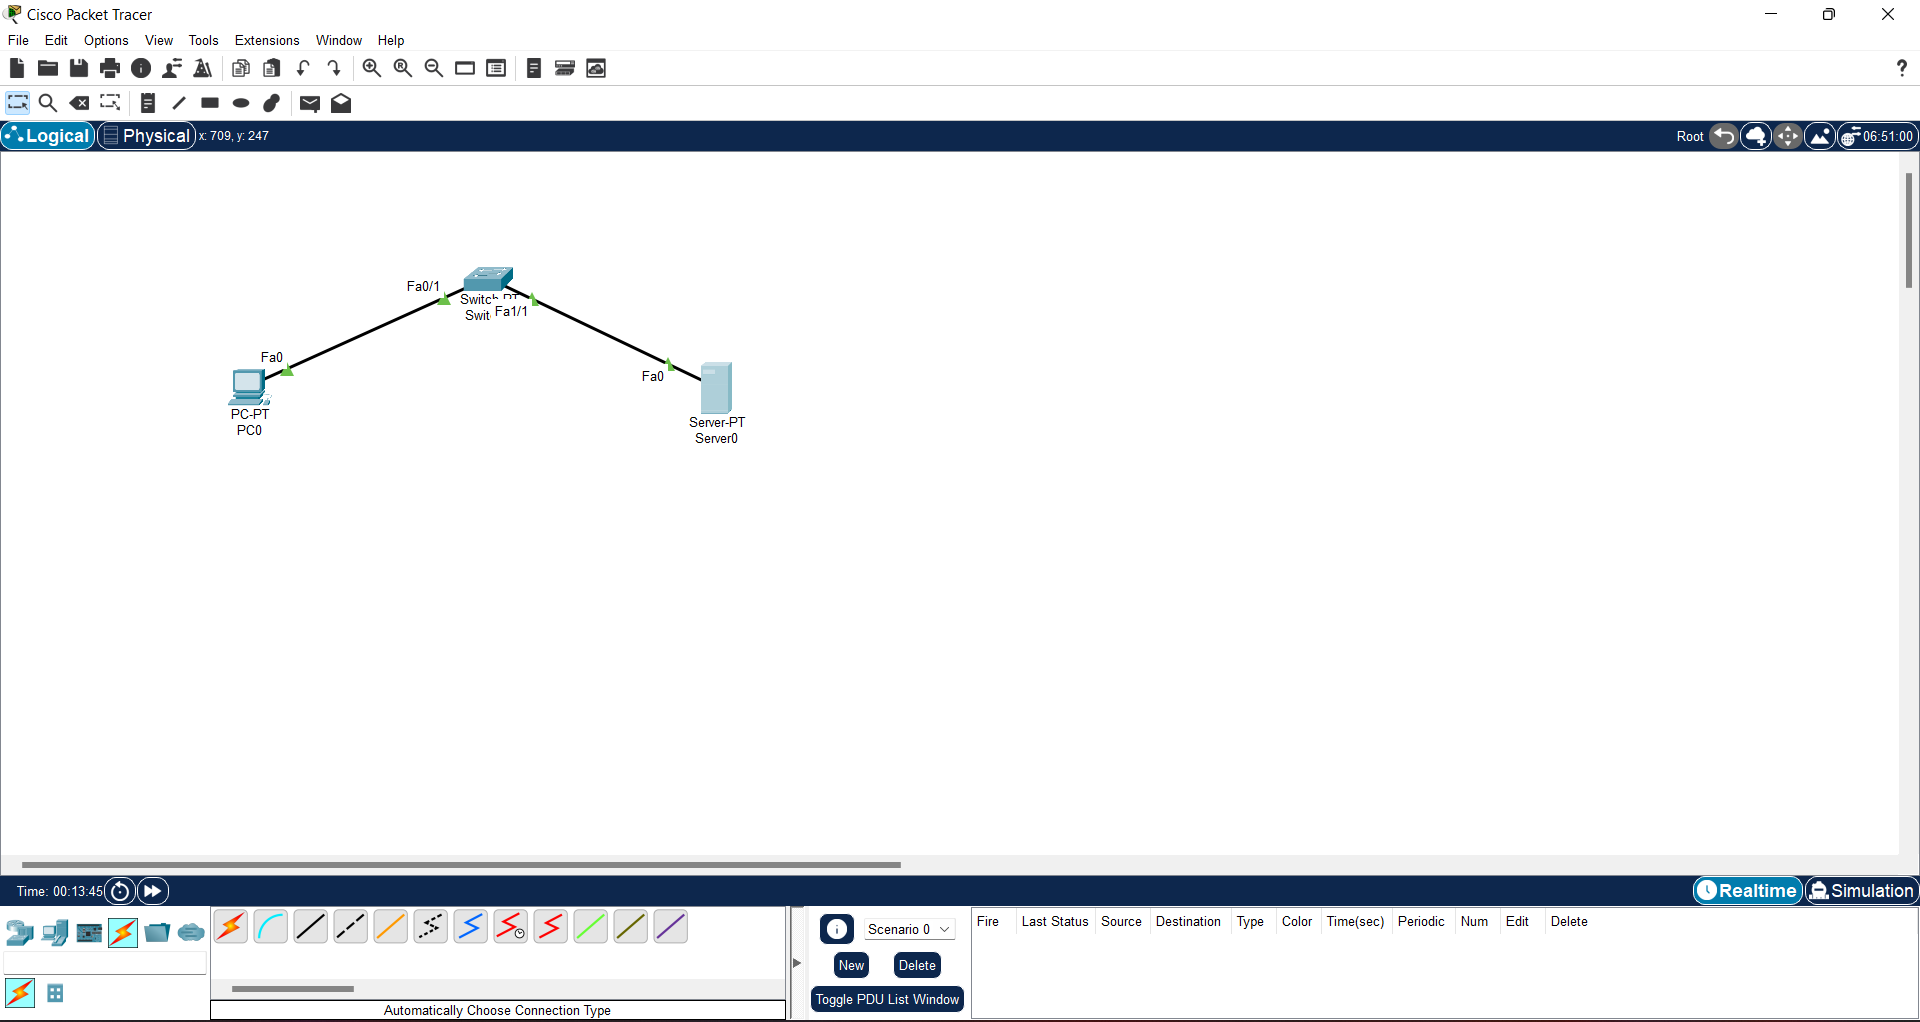 Cisco Packet Tracer
File Edit Options View Tools Extensions Window Help
Logical Physical x: 709, y: 247 Root 06:51:00
Fa0/1
Switch-PT
Swit Fa1/1
Fa0
Fa0
PC-PT
PC0
Server-PT
Server0
Time: 00:13:45 Realtime Simulation
Scenario 0
Fire Last Status Source Destination Type Color Time(sec) Periodic Num Edit Delete
New Delete
Toggle PDU List Window
Automatically Choose Connection Type